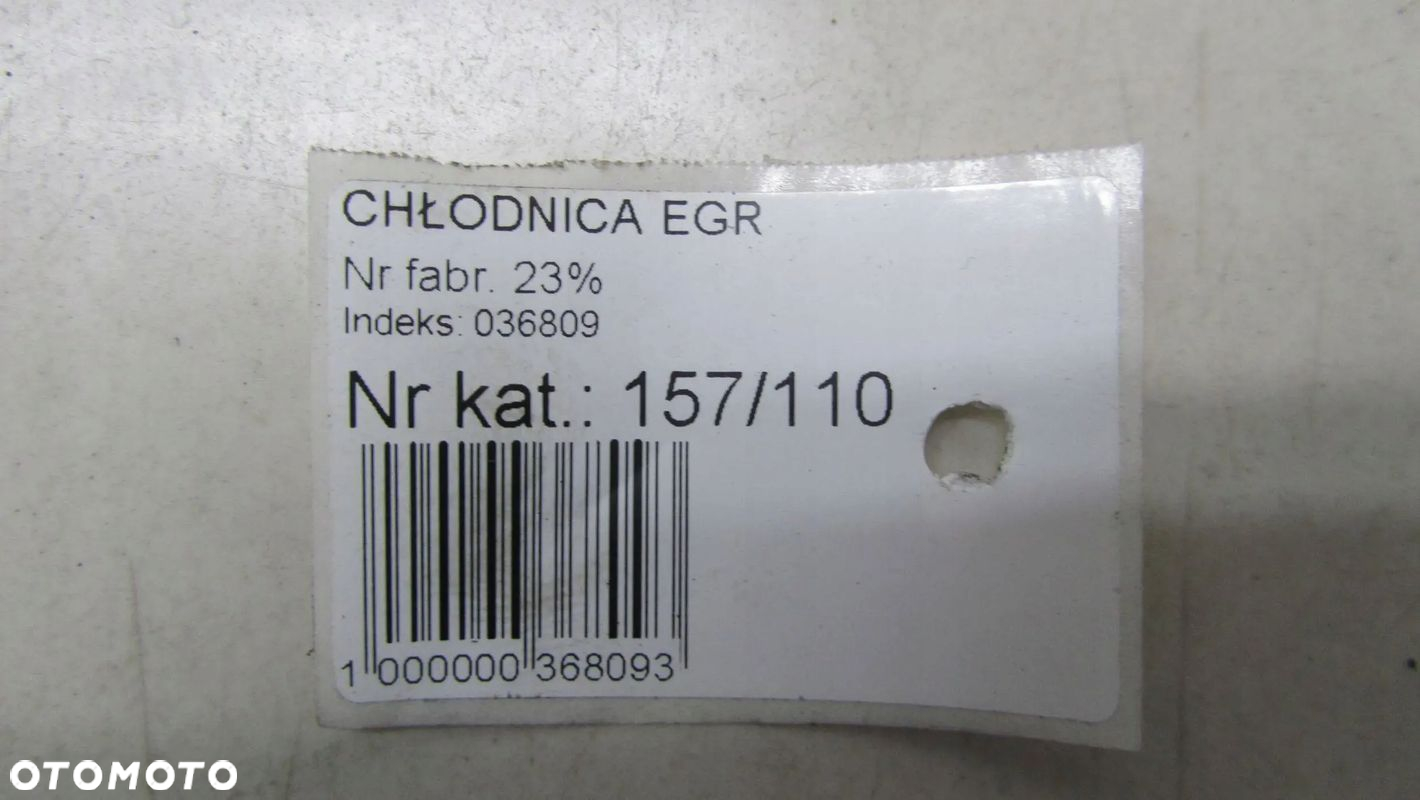 CHŁODNICA EGR
Nr fabr. 23%
Indeks: 036809
Nr kat.: 157/110
1 000000 368093
OTOMOTO